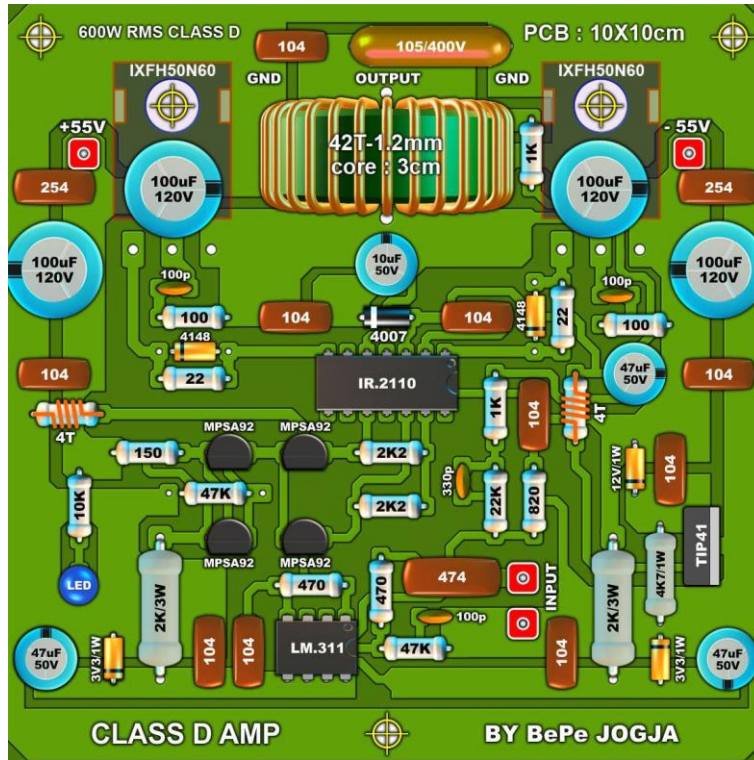 600W RMS CLASS D
104
105/400V
PCB : 10X10cm
IXFH50N60
GND
OUTPUT
GND
IXFH50N60
+55V
42T-1.2mm
core : 3cm
1K
- 55V
254
100uF
120V
100uF
120V
254
100uF
120V
10uF
50V
100uF
120V
100p
100p
100
104
4007
104
4148
22
100
4148
22
104
IR.2110
47uF
50V
104
4T
1K
104
4T
MPSA92
MPSA92
150
2K2
12V/1W
104
10K
47K
2K2
330p
22K
820
MPSA92
MPSA92
TIP41
LED
2K/3W
470
470
474
INPUT
2K/3W
4K7/1W
100p
47uF
50V
3V3/1W
104
104
LM.311
47K
104
3V3/1W
47uF
50V
CLASS D AMP
BY BePe JOGJA